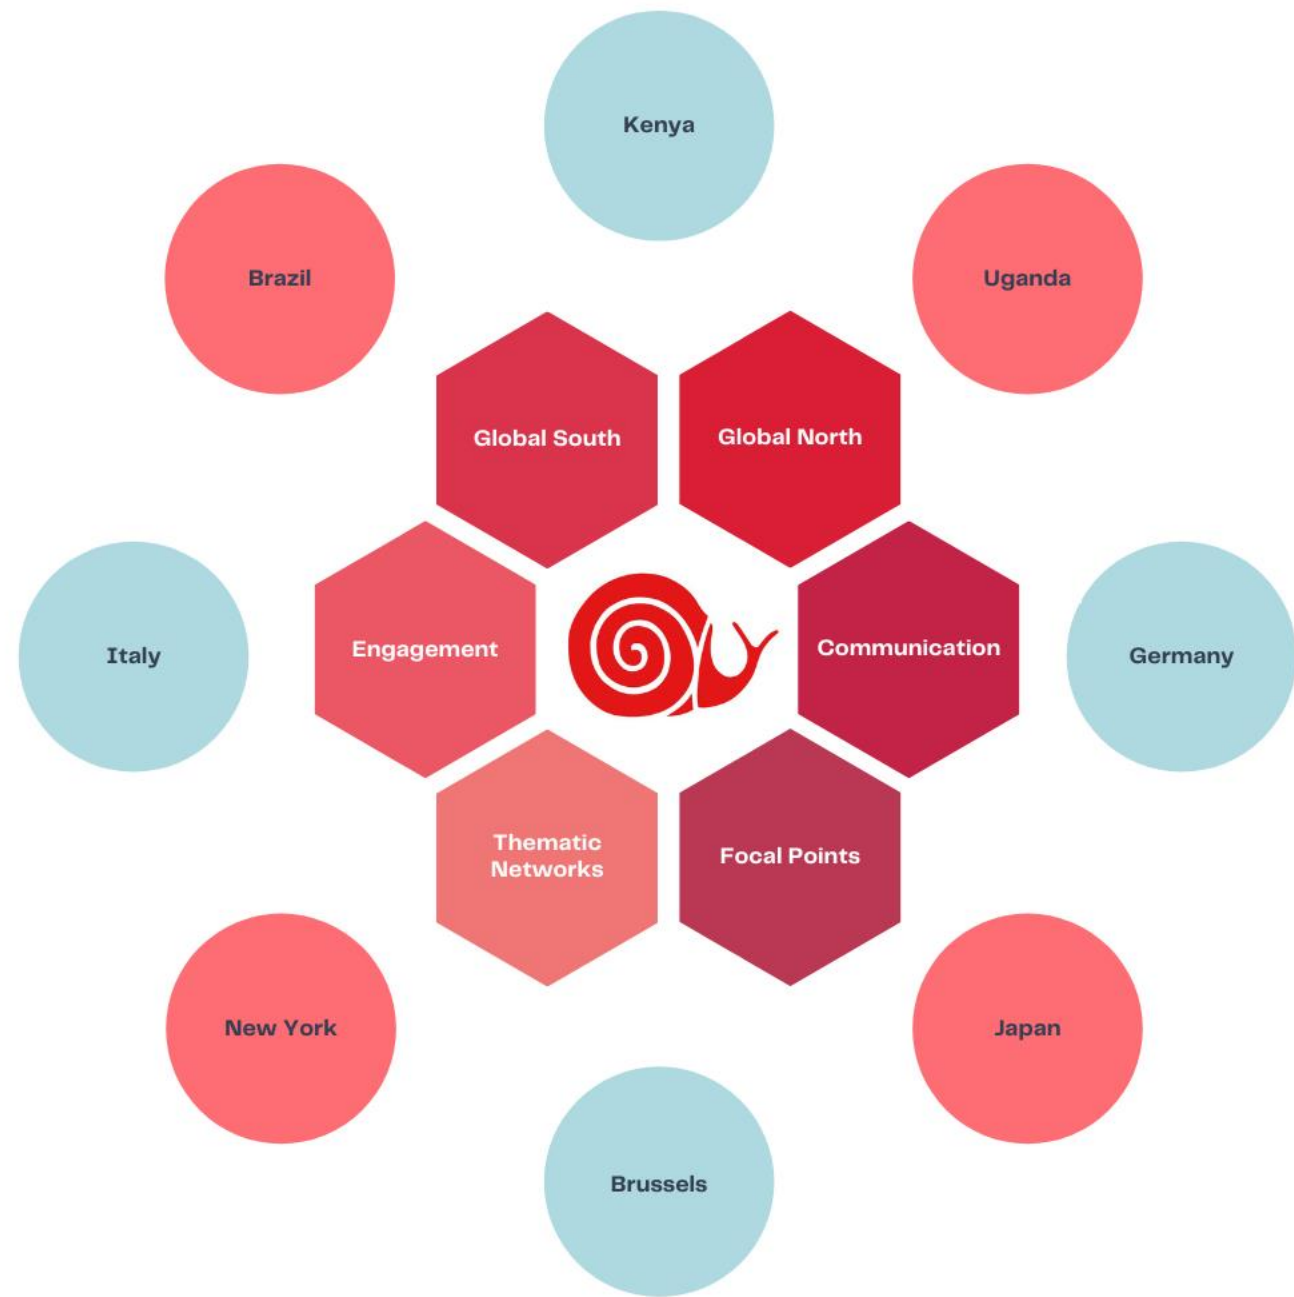 Kenya
Brazil
Uganda
Global South
Global North
Engagement
Communication
Italy
Germany
Thematic
Networks
Focal Points
New York
Japan
Brussels